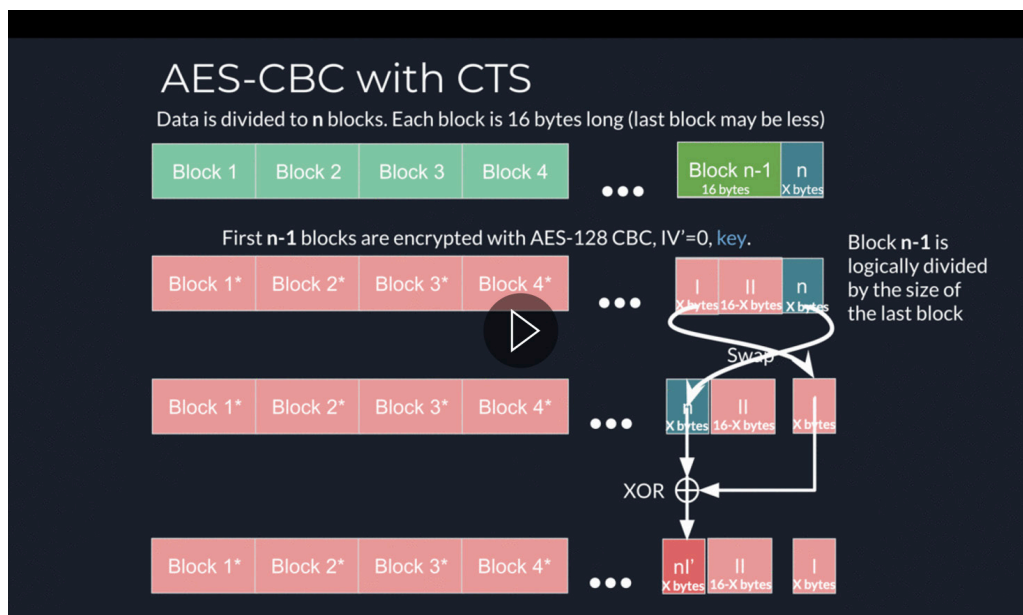 AES-CBC with CTS
Data is divided to n blocks. Each block is 16 bytes long (last block may be less)
Block 1 Block 2 Block 3 Block 4 ••• Block n-1 n
16 bytes X bytes
First n-1 blocks are encrypted with AES-128 CBC, IV'=0, key.
Block n-1 is
logically divided
by the size of
the last block
Block 1* Block 2* Block 3* Block 4* ••• I II n
X bytes 16-X bytes X bytes
Swap
Block 1* Block 2* Block 3* Block 4* ••• n II I
X bytes 16-X bytes X bytes
XOR
Block 1* Block 2* Block 3* Block 4* ••• nI' II I
X bytes 16-X bytes X bytes